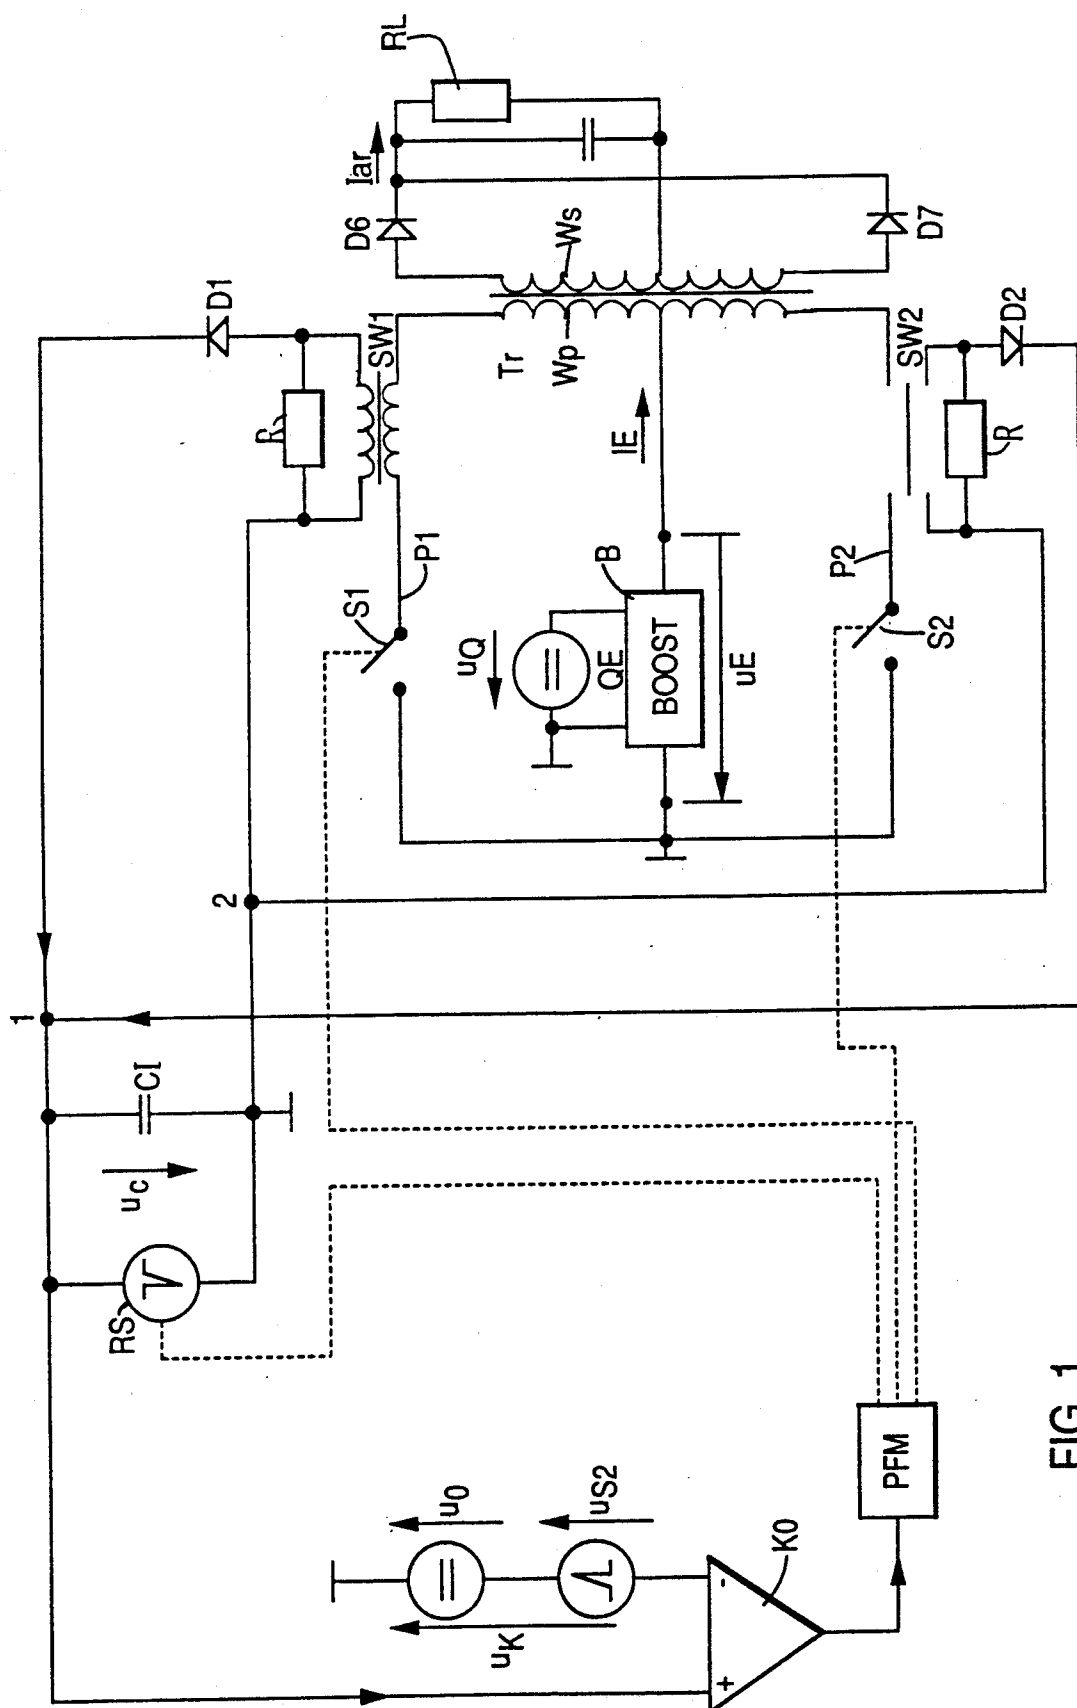 RL
Iar
D6
D7
Ws
Wp
Tr
D1
SW1
R
SW2
D2
R
IE
P1
S1
P2
S2
uQ
QE
B
BOOST
uE
2
1
CI
uC
RS
u0
uS2
uK
K0
+
-
PFM
FIG. 1